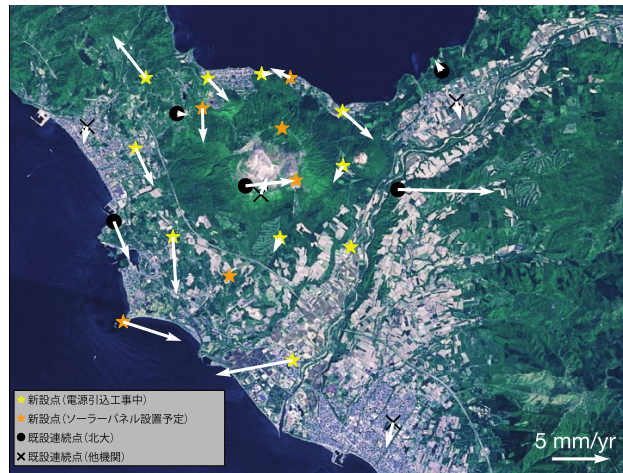 新設点(電源引込工事中)
新設点(ソーラーパネル設置予定)
既設連続点(北大)
既設連続点(他機関)
5 mm/yr